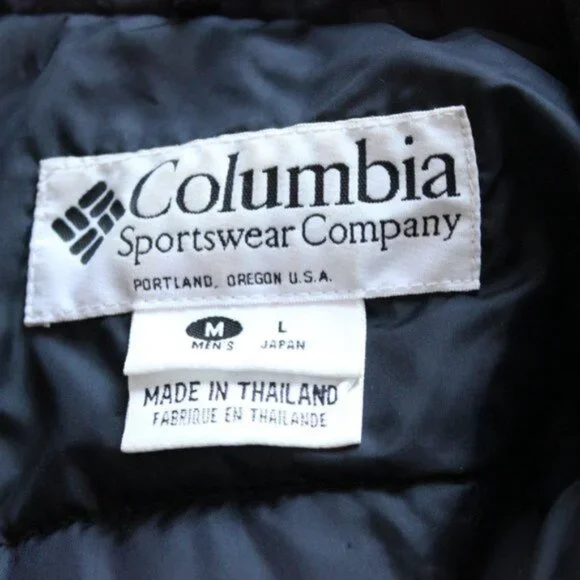 Columbia
Sportswear Company
PORTLAND, OREGON U.S.A.
M L
MEN'S JAPAN
MADE IN THAILAND
FABRIQUE EN THAILANDE